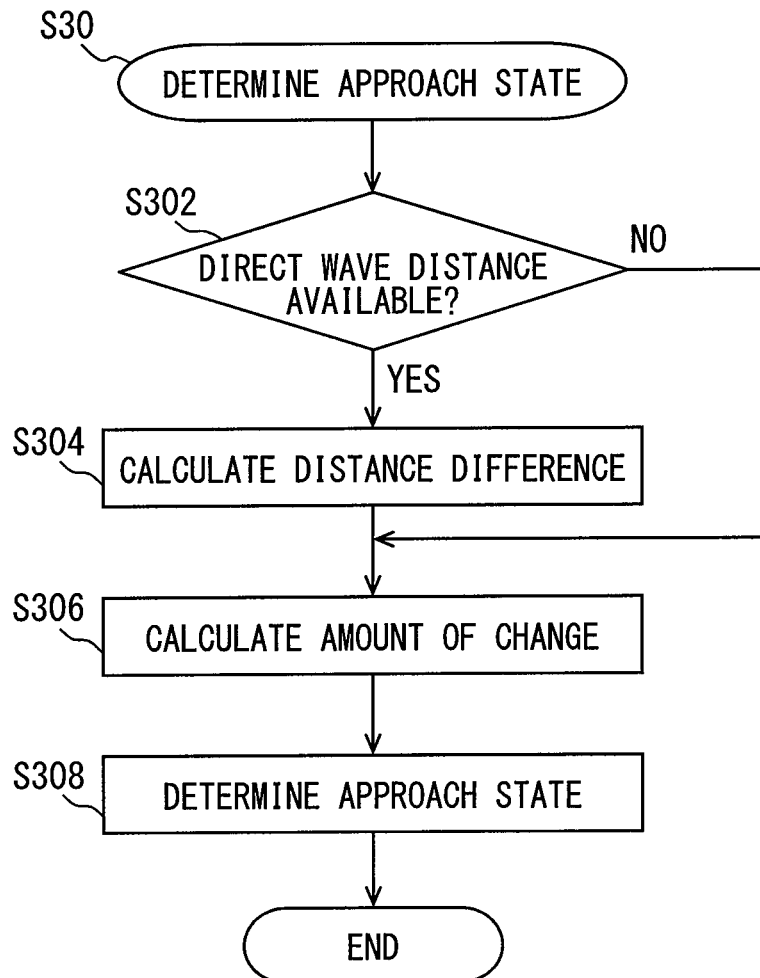 S30
DETERMINE APPROACH STATE
S302
DIRECT WAVE DISTANCE
AVAILABLE?
NO
YES
S304
CALCULATE DISTANCE DIFFERENCE
S306
CALCULATE AMOUNT OF CHANGE
S308
DETERMINE APPROACH STATE
END